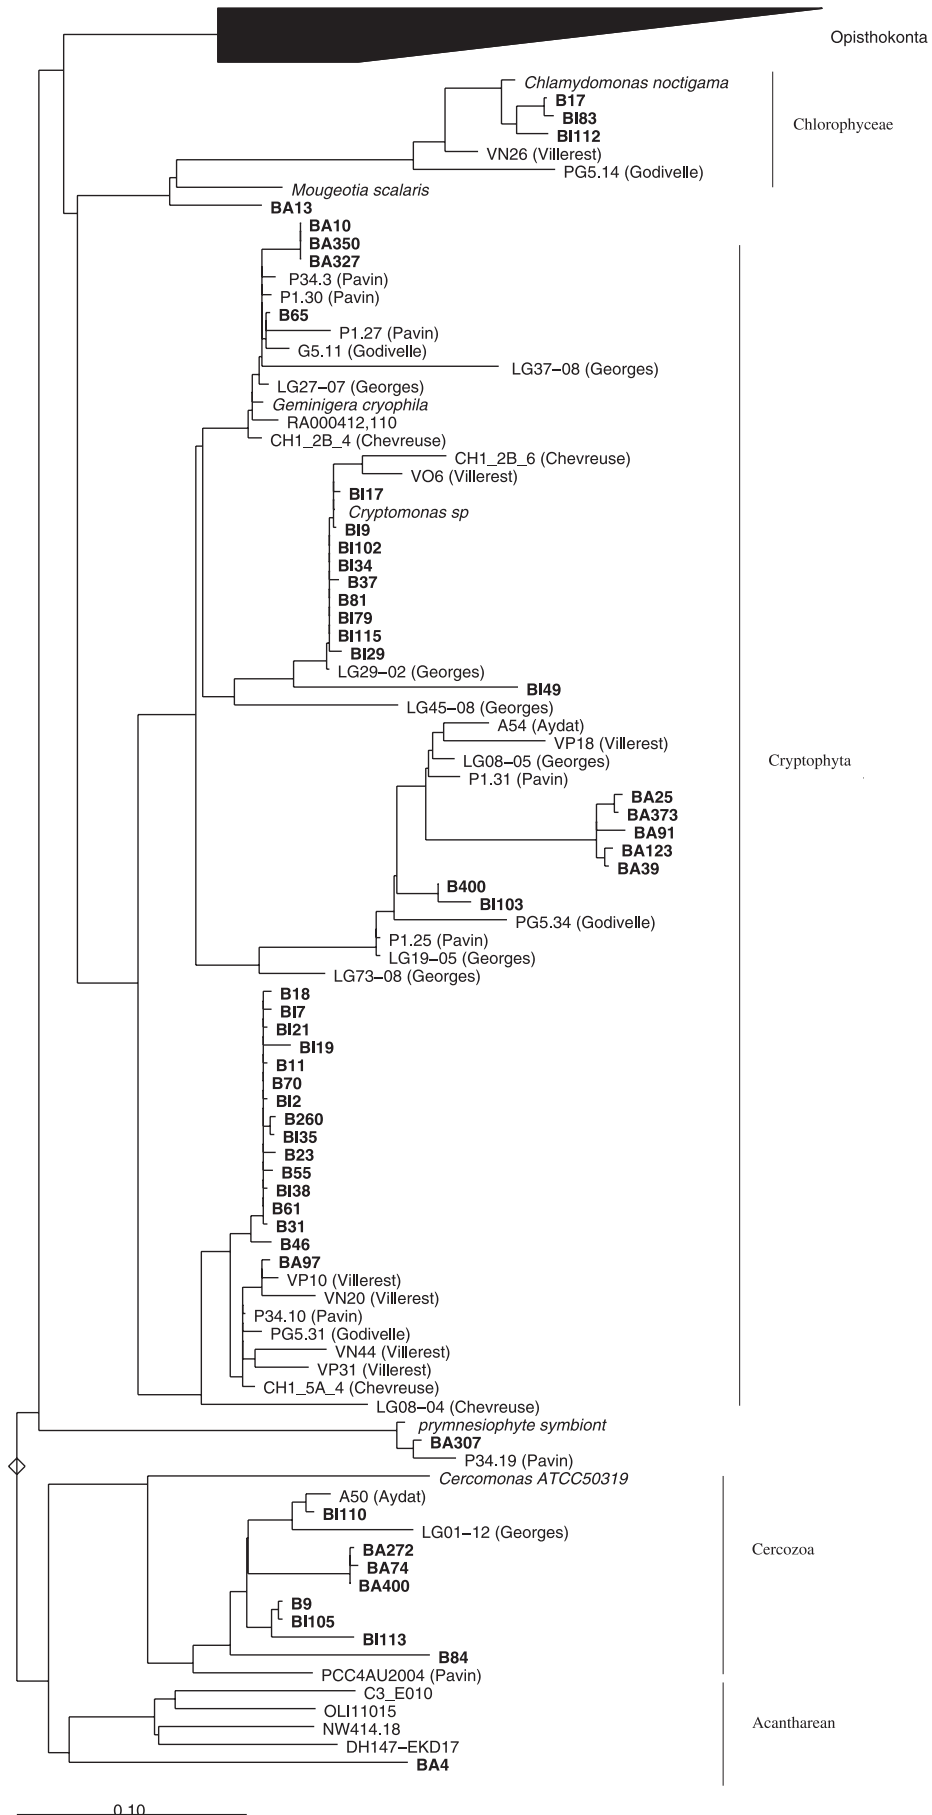 Opisthokonta
Chlamydomonas noctigama
B17
BI83
BI112
VN26 (Villerest)
PG5.14 (Godivelle)
Chlorophyceae
Mougeotia scalaris
BA13
BA10
BA350
BA327
P34.3 (Pavin)
P1.30 (Pavin)
B65
P1.27 (Pavin)
G5.11 (Godivelle)
LG37–08 (Georges)
LG27–07 (Georges)
Geminigera cryophila
RA000412,110
CH1_2B_4 (Chevreuse)
CH1_2B_6 (Chevreuse)
VO6 (Villerest)
BI17
Cryptomonas sp
BI9
BI102
BI34
B37
B81
BI79
BI115
BI29
LG29–02 (Georges)
BI49
LG45–08 (Georges)
A54 (Aydat)
VP18 (Villerest)
LG08–05 (Georges)
Cryptophyta
P1.31 (Pavin)
BA25
BA373
BA91
BA123
BA39
B400
BI103
PG5.34 (Godivelle)
P1.25 (Pavin)
LG19–05 (Georges)
LG73–08 (Georges)
B18
BI7
BI21
BI19
B11
B70
BI2
B260
BI35
B23
B55
BI38
B61
B31
B46
BA97
VP10 (Villerest)
VN20 (Villerest)
P34.10 (Pavin)
PG5.31 (Godivelle)
VN44 (Villerest)
VP31 (Villerest)
CH1_5A_4 (Chevreuse)
LG08–04 (Chevreuse)
prymnesiophyte symbiont
BA307
P34.19 (Pavin)
Cercomonas ATCC50319
A50 (Aydat)
BI110
LG01–12 (Georges)
BA272
Cercozoa
BA74
BA400
B9
BI105
BI113
B84
PCC4AU2004 (Pavin)
C3_E010
OLI11015
Acantharean
NW414.18
DH147–EKD17
BA4
0.10